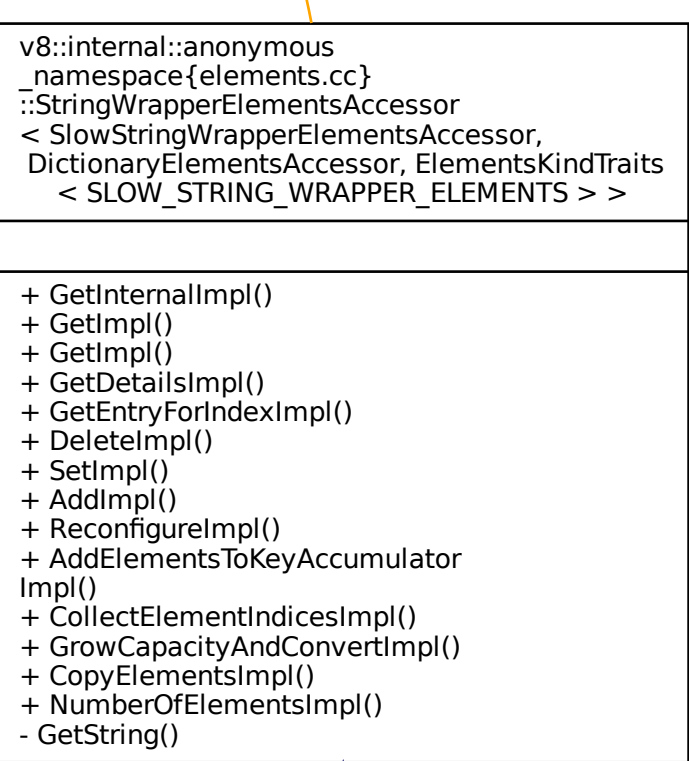 v8::internal::anonymous
_namespace{elements.cc}
::StringWrapperElementsAccessor
< SlowStringWrapperElementsAccessor,
DictionaryElementsAccessor, ElementsKindTraits
< SLOW_STRING_WRAPPER_ELEMENTS > >
+ GetInternalImpl()
+ GetImpl()
+ GetImpl()
+ GetDetailsImpl()
+ GetEntryForIndexImpl()
+ DeleteImpl()
+ SetImpl()
+ AddImpl()
+ ReconfigureImpl()
+ AddElementsToKeyAccumulator
Impl()
+ CollectElementIndicesImpl()
+ GrowCapacityAndConvertImpl()
+ CopyElementsImpl()
+ NumberOfElementsImpl()
- GetString()